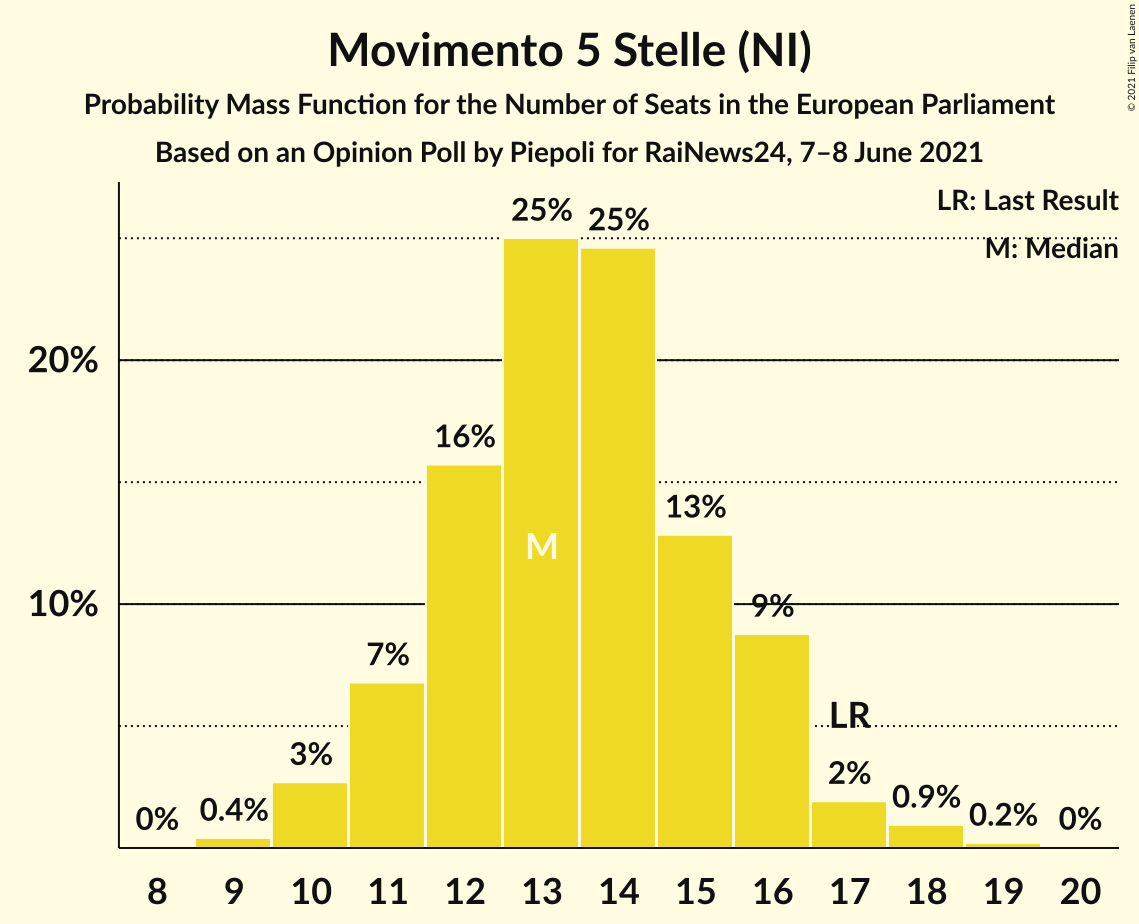 Movimento 5 Stelle (NI)
Probability Mass Function for the Number of Seats in the European Parliament
Based on an Opinion Poll by Piepoli for RaiNews24, 7–8 June 2021
© 2021 Filip van Laenen
LR: Last Result
M: Median
20%
10%
0%
0.4%
3%
7%
16%
25%
25%
13%
9%
2%
0.9%
0.2%
0%
M
LR
8 9 10 11 12 13 14 15 16 17 18 19 20